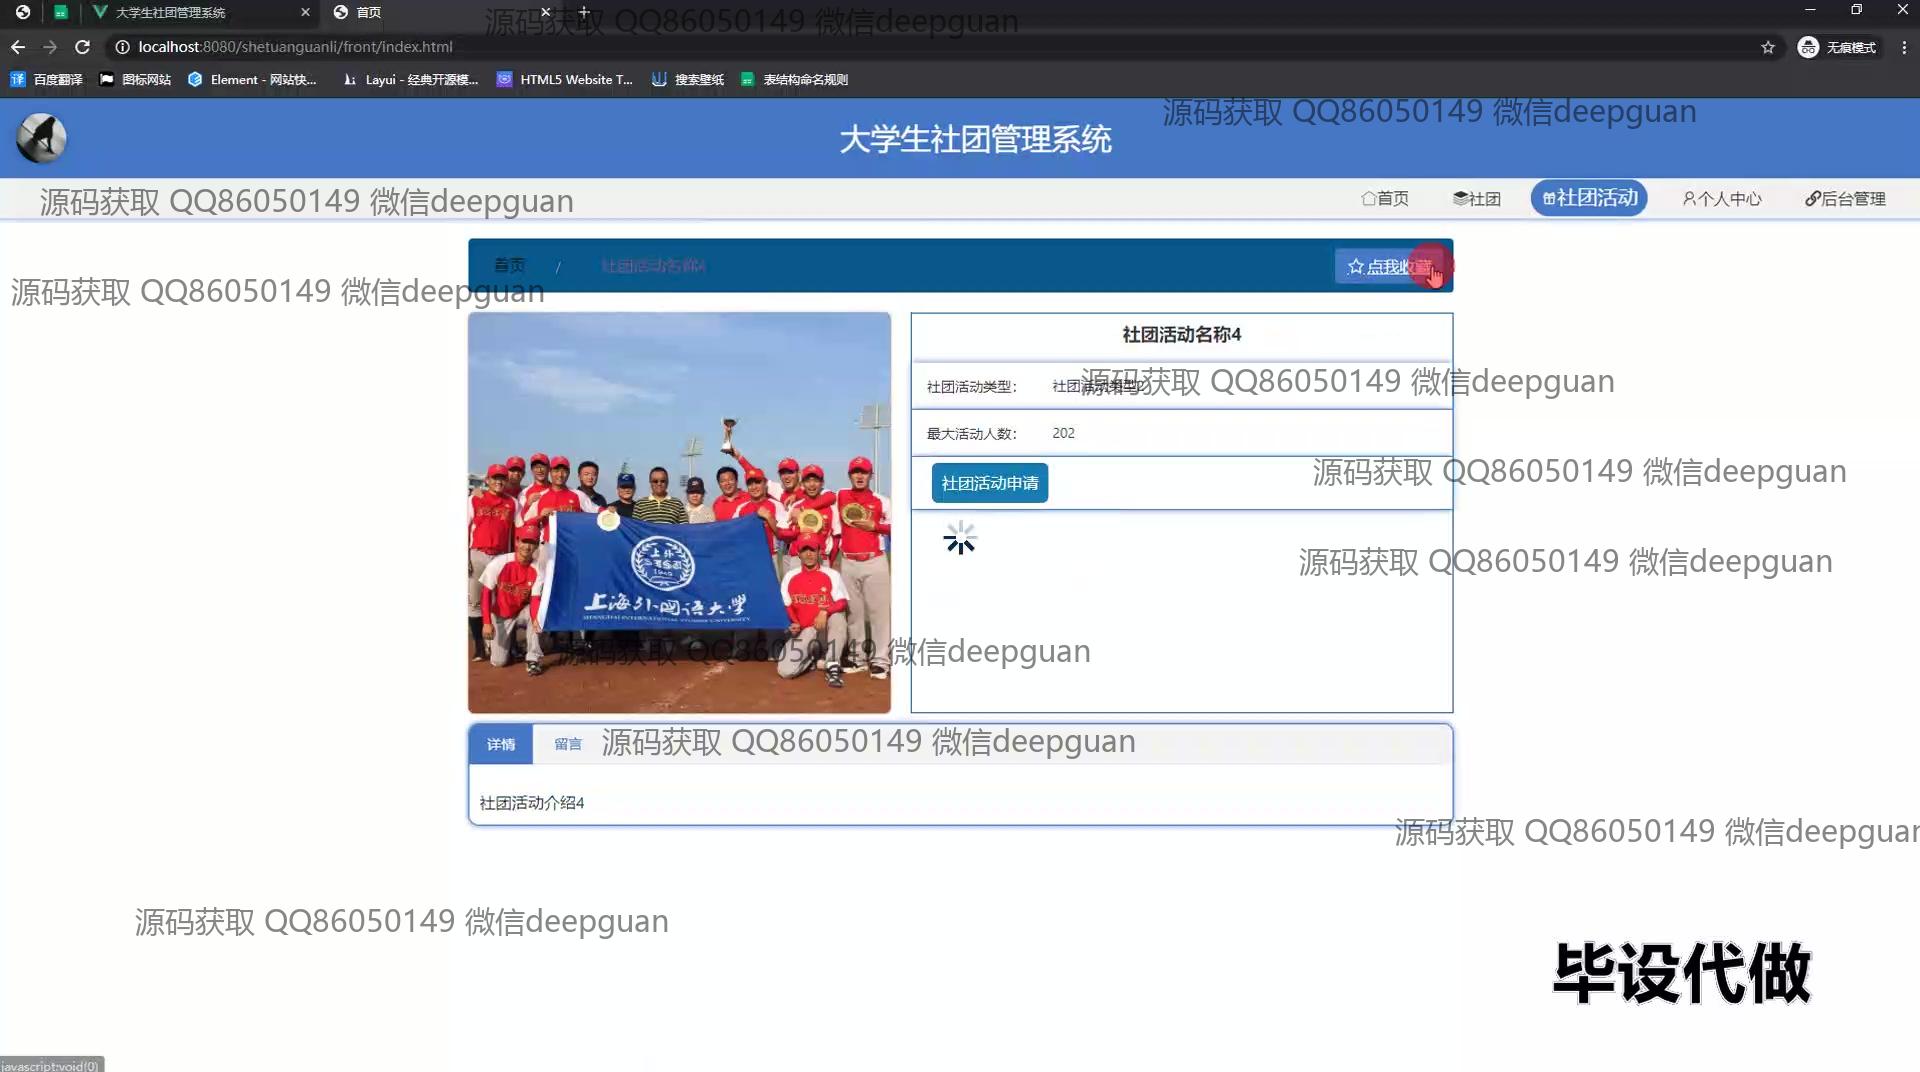 大学生社团管理系统
首页
源码获取 QQ86050149 微信deepguan
localhost:8080/shetuanguanli/front/index.html
无痕模式
百度翻译
图标网站
Element - 网站快...
Layui - 经典开源模...
HTML5 Website T...
搜索壁纸
表结构命名规则
源码获取 QQ86050149 微信deepguan
大学生社团管理系统
源码获取 QQ86050149 微信deepguan
首页
社团
社团活动
个人中心
后台管理
首页 / 社团活动名称4
点我收藏
源码获取 QQ86050149 微信deepguan
社团活动名称4
社团活动类型: 社团活动类型2
源码获取 QQ86050149 微信deepguan
最大活动人数: 202
源码获取 QQ86050149 微信deepguan
社团活动申请
源码获取 QQ86050149 微信deepguan
上外
1949
上海外国语大学
SHANGHAI INTERNATIONAL STUDIES UNIVERSITY
源码获取 QQ86050149 微信deepguan
详情
留言
源码获取 QQ86050149 微信deepguan
社团活动介绍4
源码获取 QQ86050149 微信deepguan
源码获取 QQ86050149 微信deepguan
毕设代做
javascript:void(0)